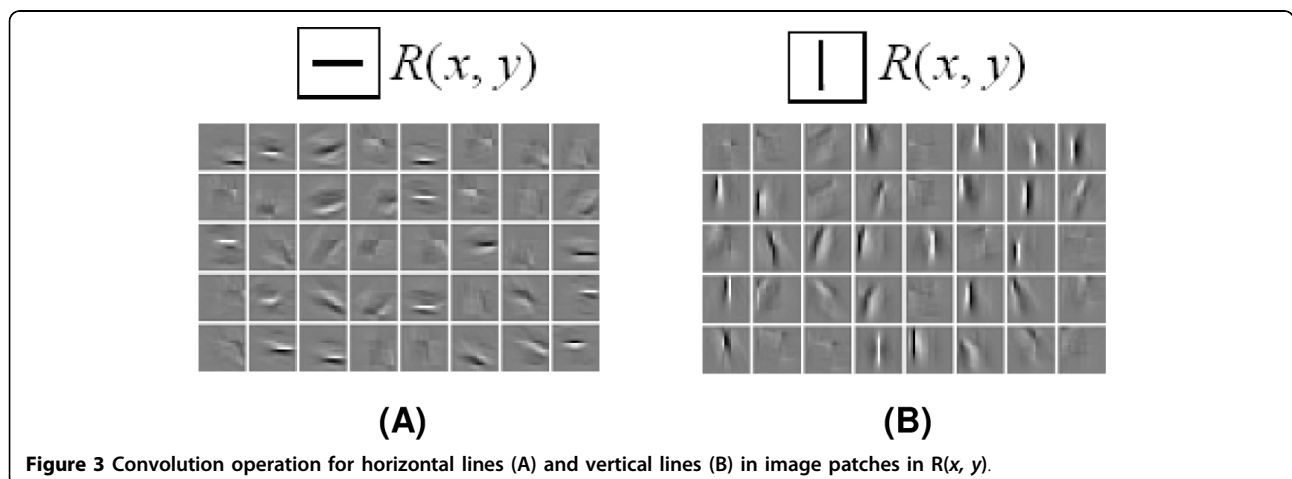 R(x, y)
R(x, y)
(A)
(B)
Figure 3 Convolution operation for horizontal lines (A) and vertical lines (B) in image patches in R(x, y).